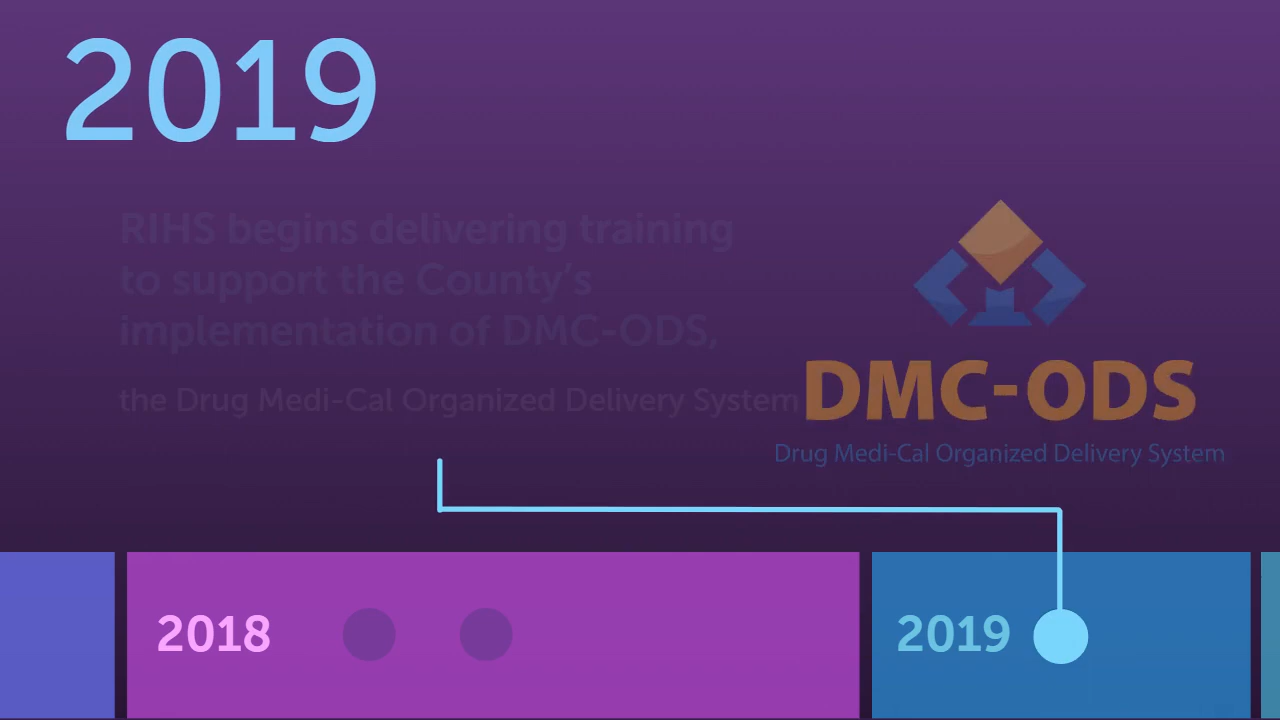 2019
RIHS begins delivering training
to support the County's
implementation of DMC-ODS,
the Drug Medi-Cal Organized Delivery System
DMC-ODS
Drug Medi-Cal Organized Delivery System
2018
2019